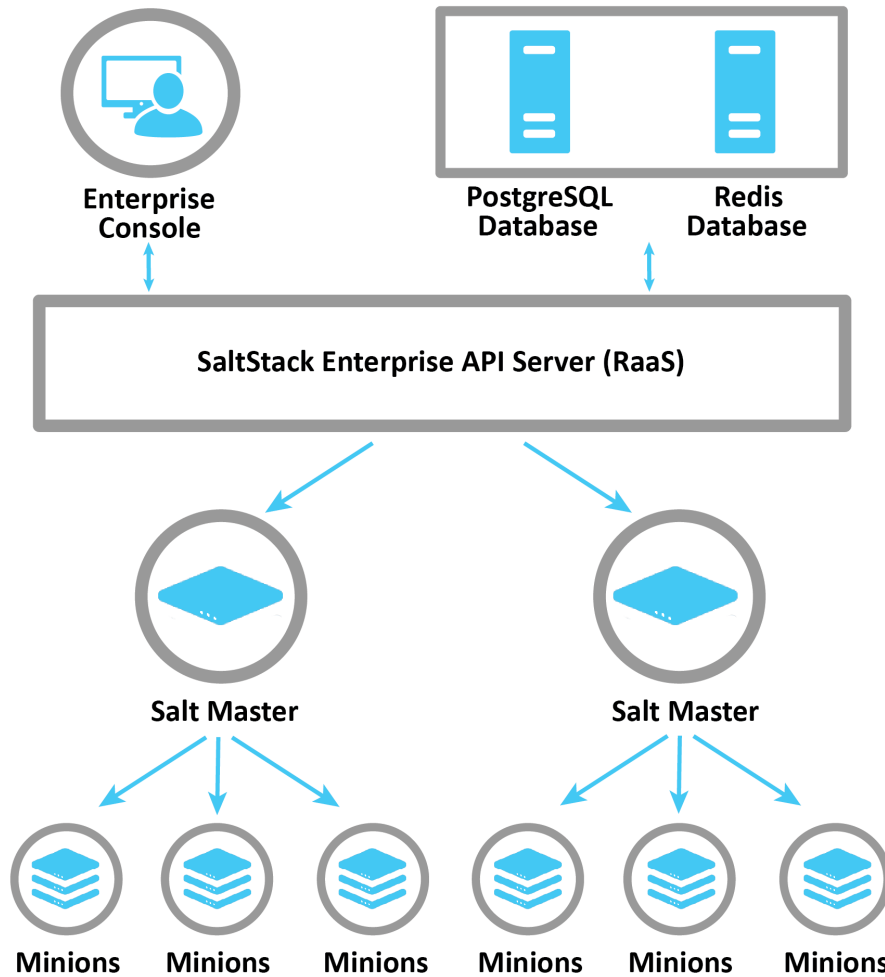 Enterprise
Console
PostgreSQL
Database
Redis
Database
SaltStack Enterprise API Server (RaaS)
Salt Master
Salt Master
Minions
Minions
Minions
Minions
Minions
Minions